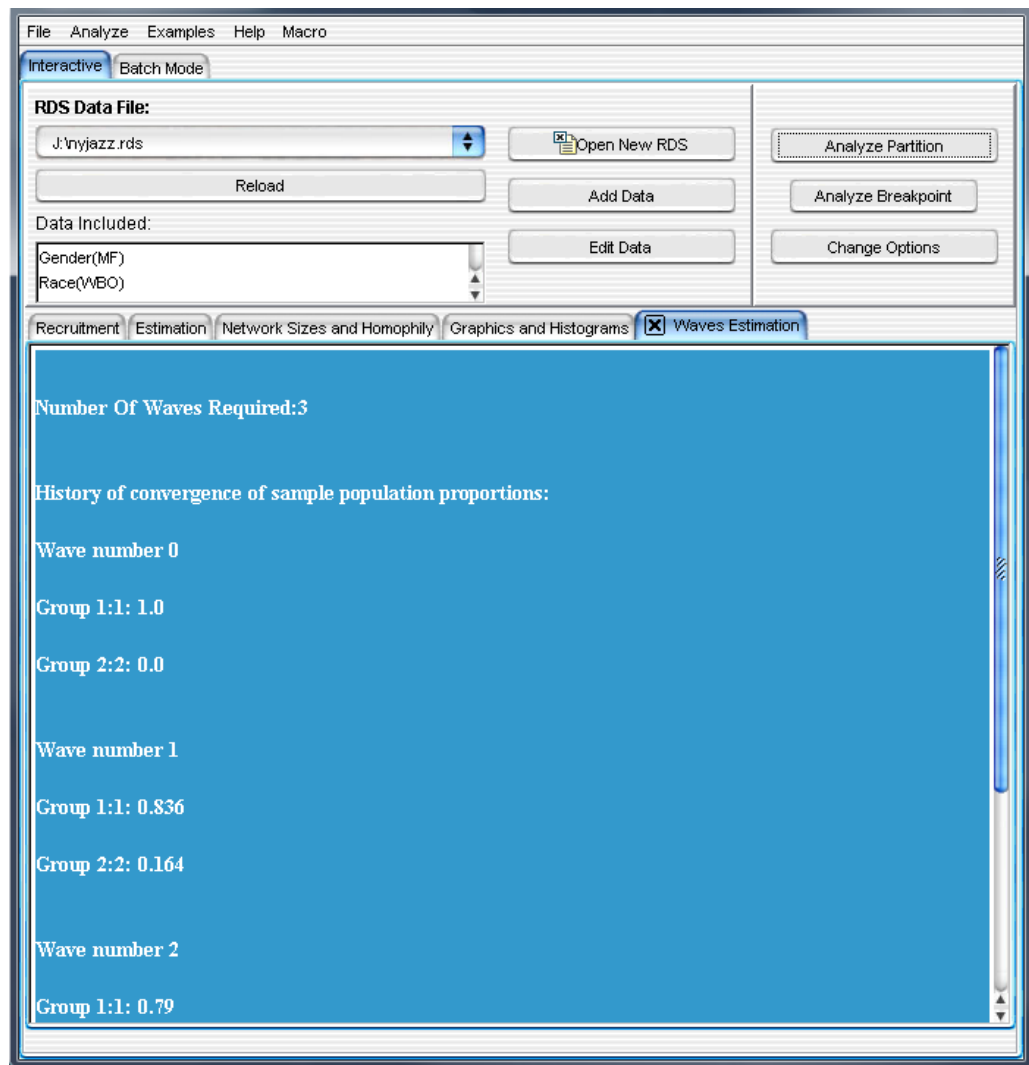 File Analyze Examples Help Macro
Interactive Batch Mode
RDS Data File:
J:\nyjazz.rds
Open New RDS
Analyze Partition
Reload
Add Data
Analyze Breakpoint
Data Included:
Edit Data
Change Options
Gender(MF)
Race(WBO)
Recruitment Estimation Network Sizes and Homophily Graphics and Histograms Waves Estimation
Number Of Waves Required:3
History of convergence of sample population proportions:
Wave number 0
Group 1:1: 1.0
Group 2:2: 0.0
Wave number 1
Group 1:1: 0.836
Group 2:2: 0.164
Wave number 2
Group 1:1: 0.79